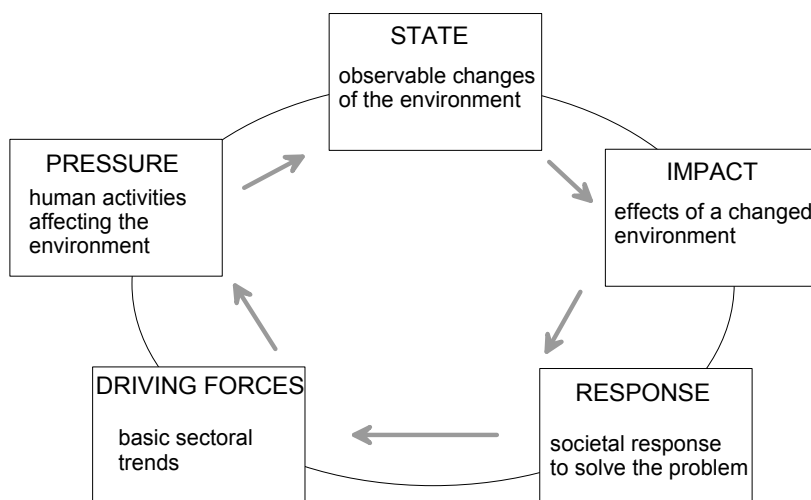 STATE
observable changes
of the environment
PRESSURE
human activities
affecting the
environment
IMPACT
effects of a changed
environment
DRIVING FORCES
basic sectoral
trends
RESPONSE
societal response
to solve the problem